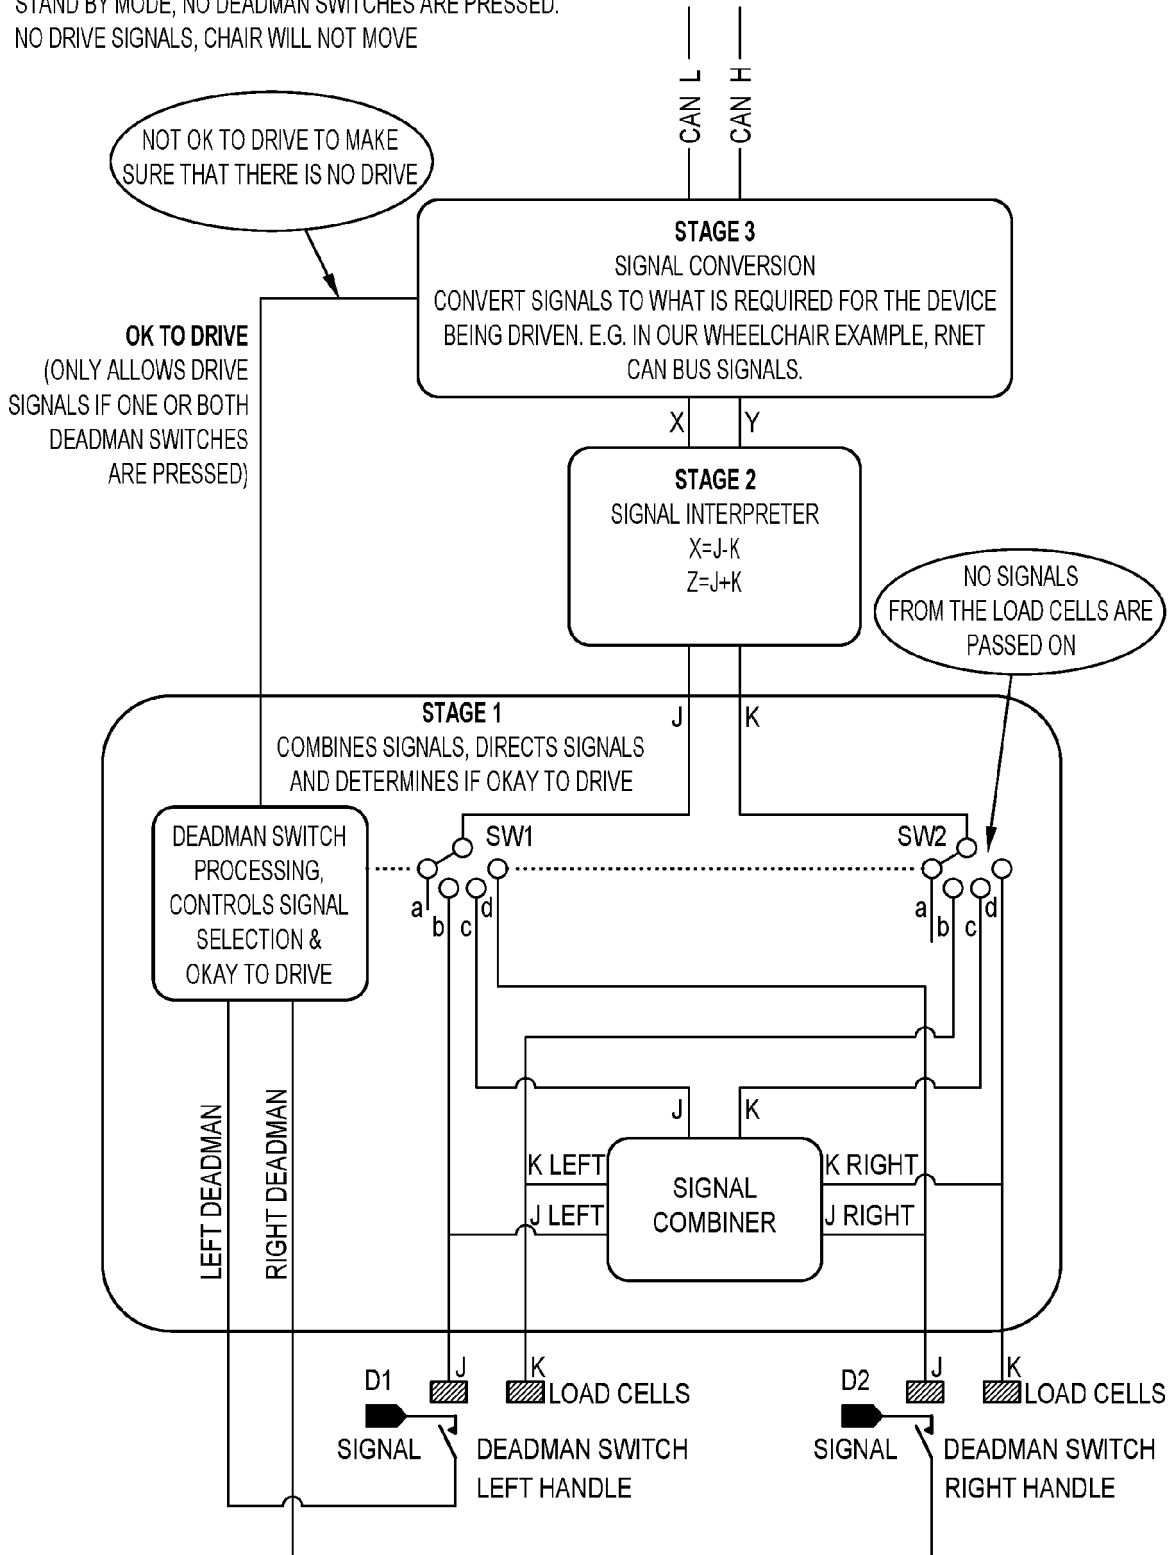 STAND BY MODE, NO DEADMAN SWITCHES ARE PRESSED.
NO DRIVE SIGNALS, CHAIR WILL NOT MOVE
CAN L
CAN H
NOT OK TO DRIVE TO MAKE
SURE THAT THERE IS NO DRIVE
STAGE 3
SIGNAL CONVERSION
CONVERT SIGNALS TO WHAT IS REQUIRED FOR THE DEVICE
BEING DRIVEN. E.G. IN OUR WHEELCHAIR EXAMPLE, RNET
CAN BUS SIGNALS.
OK TO DRIVE
(ONLY ALLOWS DRIVE
SIGNALS IF ONE OR BOTH
DEADMAN SWITCHES
ARE PRESSED)
X
Y
STAGE 2
SIGNAL INTERPRETER
X=J-K
Z=J+K
NO SIGNALS
FROM THE LOAD CELLS ARE
PASSED ON
STAGE 1
COMBINES SIGNALS, DIRECTS SIGNALS
AND DETERMINES IF OKAY TO DRIVE
J
K
DEADMAN SWITCH
PROCESSING,
CONTROLS SIGNAL
SELECTION &
OKAY TO DRIVE
SW1
SW2
a
b
c
d
a
b
c
d
LEFT DEADMAN
RIGHT DEADMAN
J
K
K LEFT
J LEFT
SIGNAL
COMBINER
K RIGHT
J RIGHT
J
K
J
K
D1
LOAD CELLS
D2
LOAD CELLS
SIGNAL
DEADMAN SWITCH
LEFT HANDLE
SIGNAL
DEADMAN SWITCH
RIGHT HANDLE